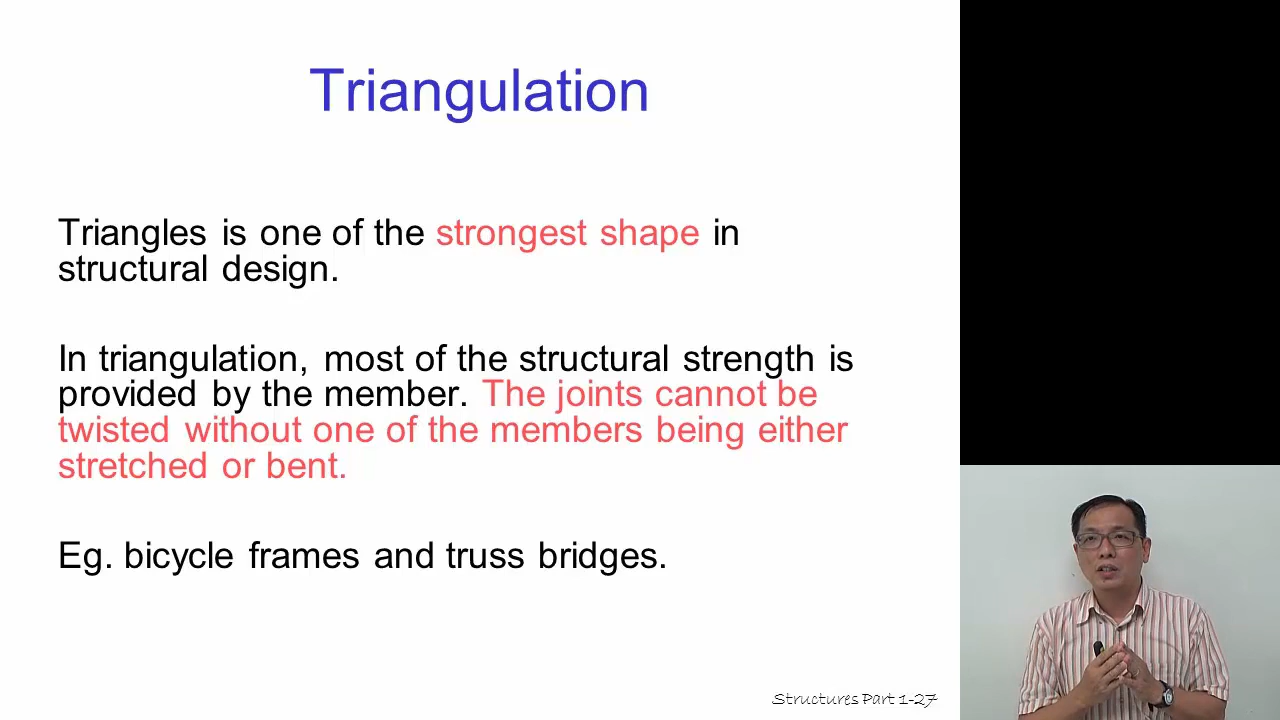 Triangulation
Triangles is one of the strongest shape in
structural design.
In triangulation, most of the structural strength is
provided by the member. The joints cannot be
twisted without one of the members being either
stretched or bent.
Eg. bicycle frames and truss bridges.
Structures Part 1-27